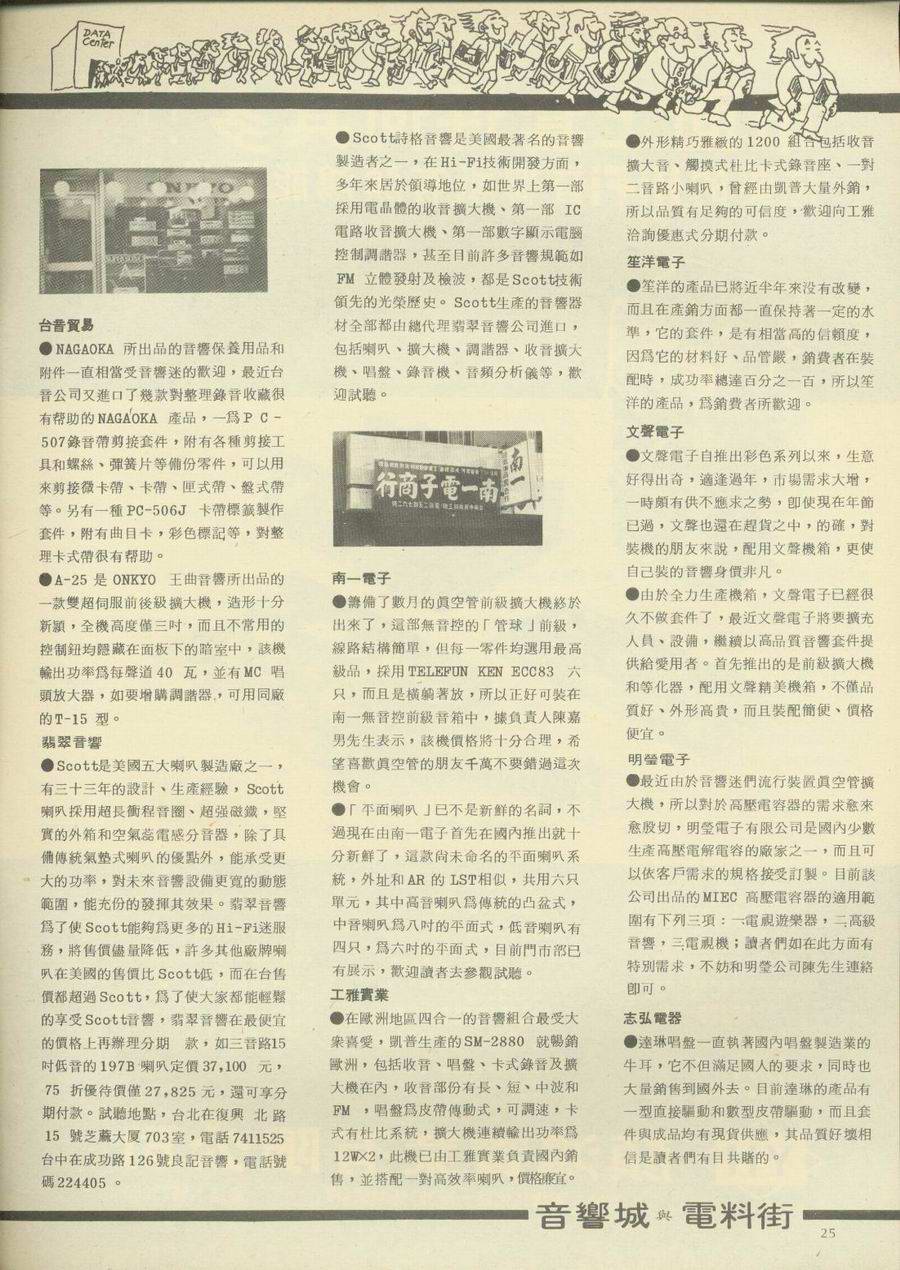 DATA
Center
ONKYO
台音貿易
●NAGAOKA 所出品的音響保養用品和
附件一直相當受音響迷的歡迎，最近台
音公司又進口了幾款對整理錄音收藏很
有帮助的NAGAOKA 產品，一爲P C -
507錄音帶剪接套件，附有各種剪接工
具和螺絲、彈簧片等備份零件，可以用
來剪接微卡帶、卡帶、匣式帶、盤式帶
等。另有一種PC-506J 卡帶標籤製作
套件，附有曲目卡，彩色標記等，對整
理卡式帶很有帮助。
●A-25 是 ONKYO 王曲音響所出品的
一款雙超伺服前後級擴大機，造形十分
新穎，全機高度僅三吋，而且不常用的
控制鈕均隱藏在面板下的暗室中，該機
輸出功率爲每聲道 40 瓦，並有MC 唱
頭放大器，如要增購調諧器，可用同廠
的T-15 型。
翡翠音響
●Scott是美國五大喇叭製造廠之一，
有三十三年的設計、生產經驗， Scott
喇叭採用超長衝程音圈、超强磁鐵，堅
實的外箱和空氣蕊電感分音器，除了具
備傳統氣墊式喇叭的優點外，能承受更
大的功率，對未來音響設備更寬的動態
範圍，能充份的發揮其效果。翡翠音響
爲了使 Scott能夠爲更多的Hi-Fi迷服
務，將售價儘量降低，許多其他廠牌喇
叭在美國的售價比Scott低，而在台售
價都超過Scott，爲了使大家都能輕鬆
的享受Scott音響，翡翠音響在最便宜
的價格上再辦理分期 款，如三音路15
吋低音的197B 喇叭定價 37,100 元，
75 折優待價僅 27,825 元，還可享分
期付款。試聽地點，台北在復興 北 路
15 號芝麻大厦 703室，電話 7411525
台中在成功路126號良記音響，電話號
碼224405 。
●Scott詩格音響是美國最著名的音響
製造者之一，在Hi-Fi技術開發方面，
多年來居於領導地位，如世界上第一部
採用電晶體的收音擴大機、第一部 IC
電路收音擴大機、第一部數字顯示電腦
控制調諧器，甚至目前許多音響規範如
FM 立體發射及檢波，都是Scott技術
領先的光榮歷史。Scott生產的音響器
材全部都由總代理翡翠音響公司進口，
包括喇叭、擴大機、調諧器、收音擴大
機、唱盤、錄音機、音頻分析儀等，歡
迎試聽。
行商子電一南
南一
南一電子
●籌備了數月的眞空管前級擴大機終於
出來了，這部無音控的「管球」前級，
線路結構簡單，但每一零件均選用最高
級品，採用 TELEFUN KEN ECC83 六
只，而且是橫躺著放，所以正好可裝在
南一無音控前級音箱中，據負責人陳嘉
男先生表示，該機價格將十分合理，希
望喜歡眞空管的朋友千萬不要錯過這次
機會。
●「平面喇叭」已不是新鮮的名詞，不
過現在由南一電子首先在國內推出就十
分新鮮了，這款尙未命名的平面喇叭系
統，外址和AR 的 LST相似，共用六只
單元，其中高音喇叭爲傳統的凸盆式，
中音喇叭爲八吋的平面式，低音喇叭有
四只，爲六吋的平面式，目前門市部已
有展示，歡迎讀者去參觀試聽。
工雅實業
●在歐洲地區四合一的音響組合最受大
衆喜愛，凱普生產的SM-2880 就暢銷
歐洲，包括收音、唱盤、卡式錄音及擴
大機在內，收音部份有長、短、中波和
FM ，唱盤爲皮帶傳動式，可調速，卡
式有杜比系統，擴大機連續輸出功率爲
12W×2，此機已由工雅實業負責國內銷
售，並搭配一對高效率喇叭，價格廉宜。
●外形精巧雅緻的 1200 組合包括收音
擴大音、觸摸式杜比卡式錄音座、一對
二音路小喇叭，曾經由凱普大量外銷，
所以品質有足夠的可信度，歡迎向工雅
洽詢優惠式分期付款。
笙洋電子
●笙洋的產品已將近半年來沒有改變，
而且在產銷方面都一直保持著一定的水
準，它的套件，是有相當高的信賴度，
因爲它的材料好、品管嚴，銷費者在裝
配時，成功率總達百分之一百，所以笙
洋的產品，爲銷費者所歡迎。
文聲電子
●文聲電子自推出彩色系列以來，生意
好得出奇，適逢過年，市場需求大增，
一時頗有供不應求之勢，卽使現在年節
已過，文聲也還在趕貨之中，的確，對
裝機的朋友來說，配用文聲機箱，更使
自己裝的音響身價非凡。
●由於全力生產機箱，文聲電子已經很
久不做套件了，最近文聲電子將要擴充
人員、設備，繼續以高品質音響套件提
供給愛用者。首先推出的是前級擴大機
和等化器，配用文聲精美機箱，不僅品
質好、外形高貴，而且裝配簡便、價格
便宜。
明瑩電子
●最近由於音響迷們流行裝置眞空管擴
大機，所以對於高壓電容器的需求愈來
愈殷切，明瑩電子有限公司是國內少數
生產高壓電解電容的廠家之一，而且可
以依客戶需求的規格接受訂製。目前該
公司出品的MIEC 高壓電容器的適用範
圍有下列三項：一電視遊樂器，二高級
音響，三電視機；讀者們如在此方面有
特別需求，不妨和明瑩公司陳先生連絡
卽可。
志弘電器
●達琳唱盤一直執著國內唱盤製造業的
牛耳，它不但滿足國人的要求，同時也
大量銷售到國外去。目前達琳的產品有
一型直接驅動和數型皮帶驅動，而且套
件與成品均有現貨供應，其品質好壞相
信是讀者們有目共睹的。
音響城與電料街
25